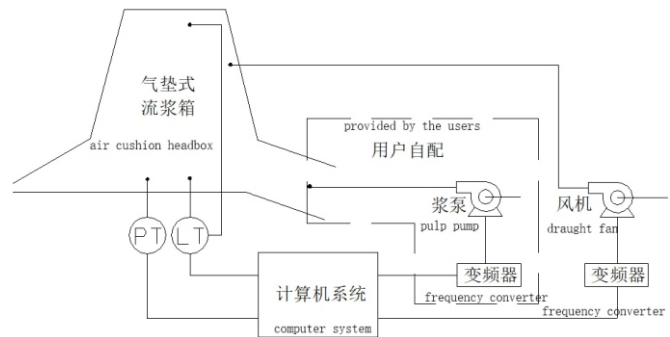 气垫式
流浆箱
air cushion headbox
provided by the users
用户自配
浆泵
pulp pump
风机
draught fan
PT
LT
变频器
frequency converter
变频器
frequency converter
计算机系统
computer system